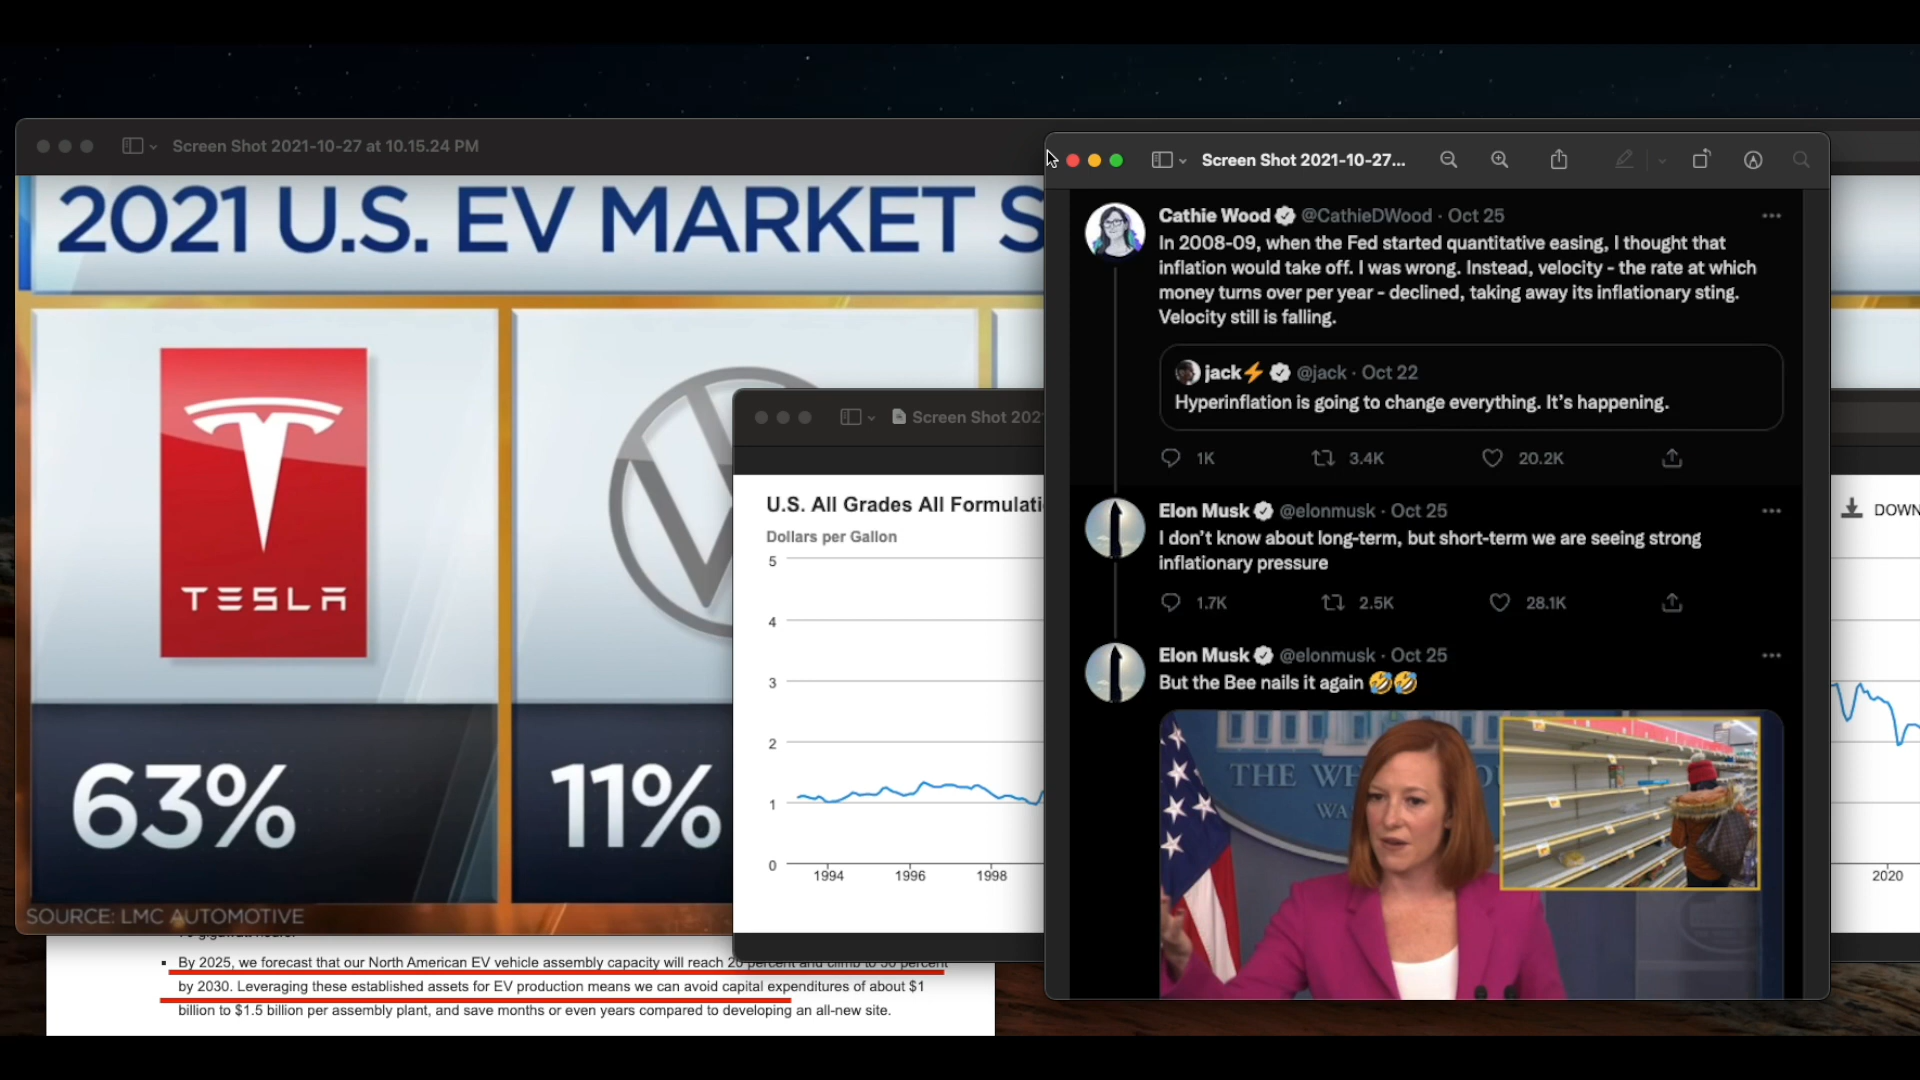 Screen Shot 2021-10-27 at 10.15.24 PM
2021 U.S. EV MARKET S
TESLA
63%
11%
SOURCE: LMC AUTOMOTIVE
By 2025, we forecast that our North American EV vehicle assembly capacity will reach 20 percent and climb to 50 percent
by 2030. Leveraging these established assets for EV production means we can avoid capital expenditures of about $1
billion to $1.5 billion per assembly plant, and save months or even years compared to developing an all-new site.
Screen Shot 202
U.S. All Grades All Formulati
Dollars per Gallon
5
4
3
2
1
0
1994
1996
1998
2020
DOWN
Screen Shot 2021-10-27...
Cathie Wood @CathieDWood · Oct 25
In 2008-09, when the Fed started quantitative easing, I thought that
inflation would take off. I was wrong. Instead, velocity - the rate at which
money turns over per year - declined, taking away its inflationary sting.
Velocity still is falling.
jack⚡ @jack · Oct 22
Hyperinflation is going to change everything. It's happening.
1K 3.4K 20.2K
Elon Musk @elonmusk · Oct 25
I don't know about long-term, but short-term we are seeing strong
inflationary pressure
1.7K 2.5K 28.1K
Elon Musk @elonmusk · Oct 25
But the Bee nails it again 🤣🤣
THE WH
WA